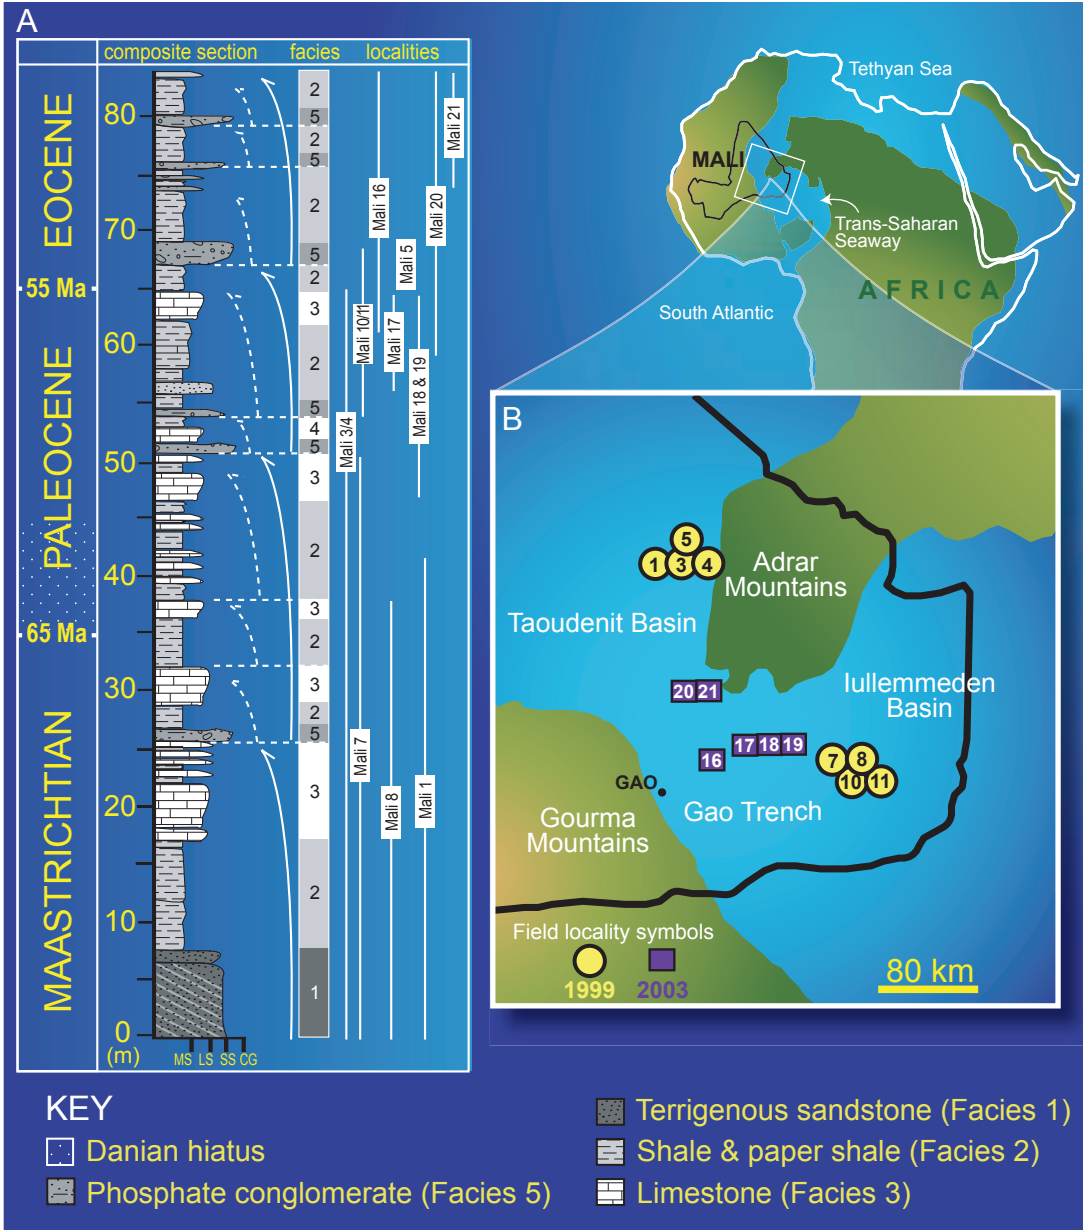 A
composite section
facies
localities
EOCENE
55 Ma
PALEOCENE
65 Ma
MAASTRICHTIAN
80
70
60
50
40
30
20
10
0
(m)
MS LS SS CG
2
5
2
5
2
5
2
3
2
5
4
5
3
2
3
2
3
2
5
3
2
1
Mali 21
Mali 16
Mali 20
Mali 5
Mali 10/11
Mali 17
Mali 18 & 19
Mali 3/4
Mali 7
Mali 8
Mali 1
Tethyan Sea
MALI
Trans-Saharan
Seaway
AFRICA
South Atlantic
B
5
1 3 4
Adrar
Mountains
Taoudenit Basin
20 21
Iullemmeden
Basin
16 17 18 19
7 8
10 11
GAO
Gao Trench
Gourma
Mountains
Field locality symbols
1999 2003
80 km
KEY
Danian hiatus
Phosphate conglomerate (Facies 5)
Terrigenous sandstone (Facies 1)
Shale & paper shale (Facies 2)
Limestone (Facies 3)